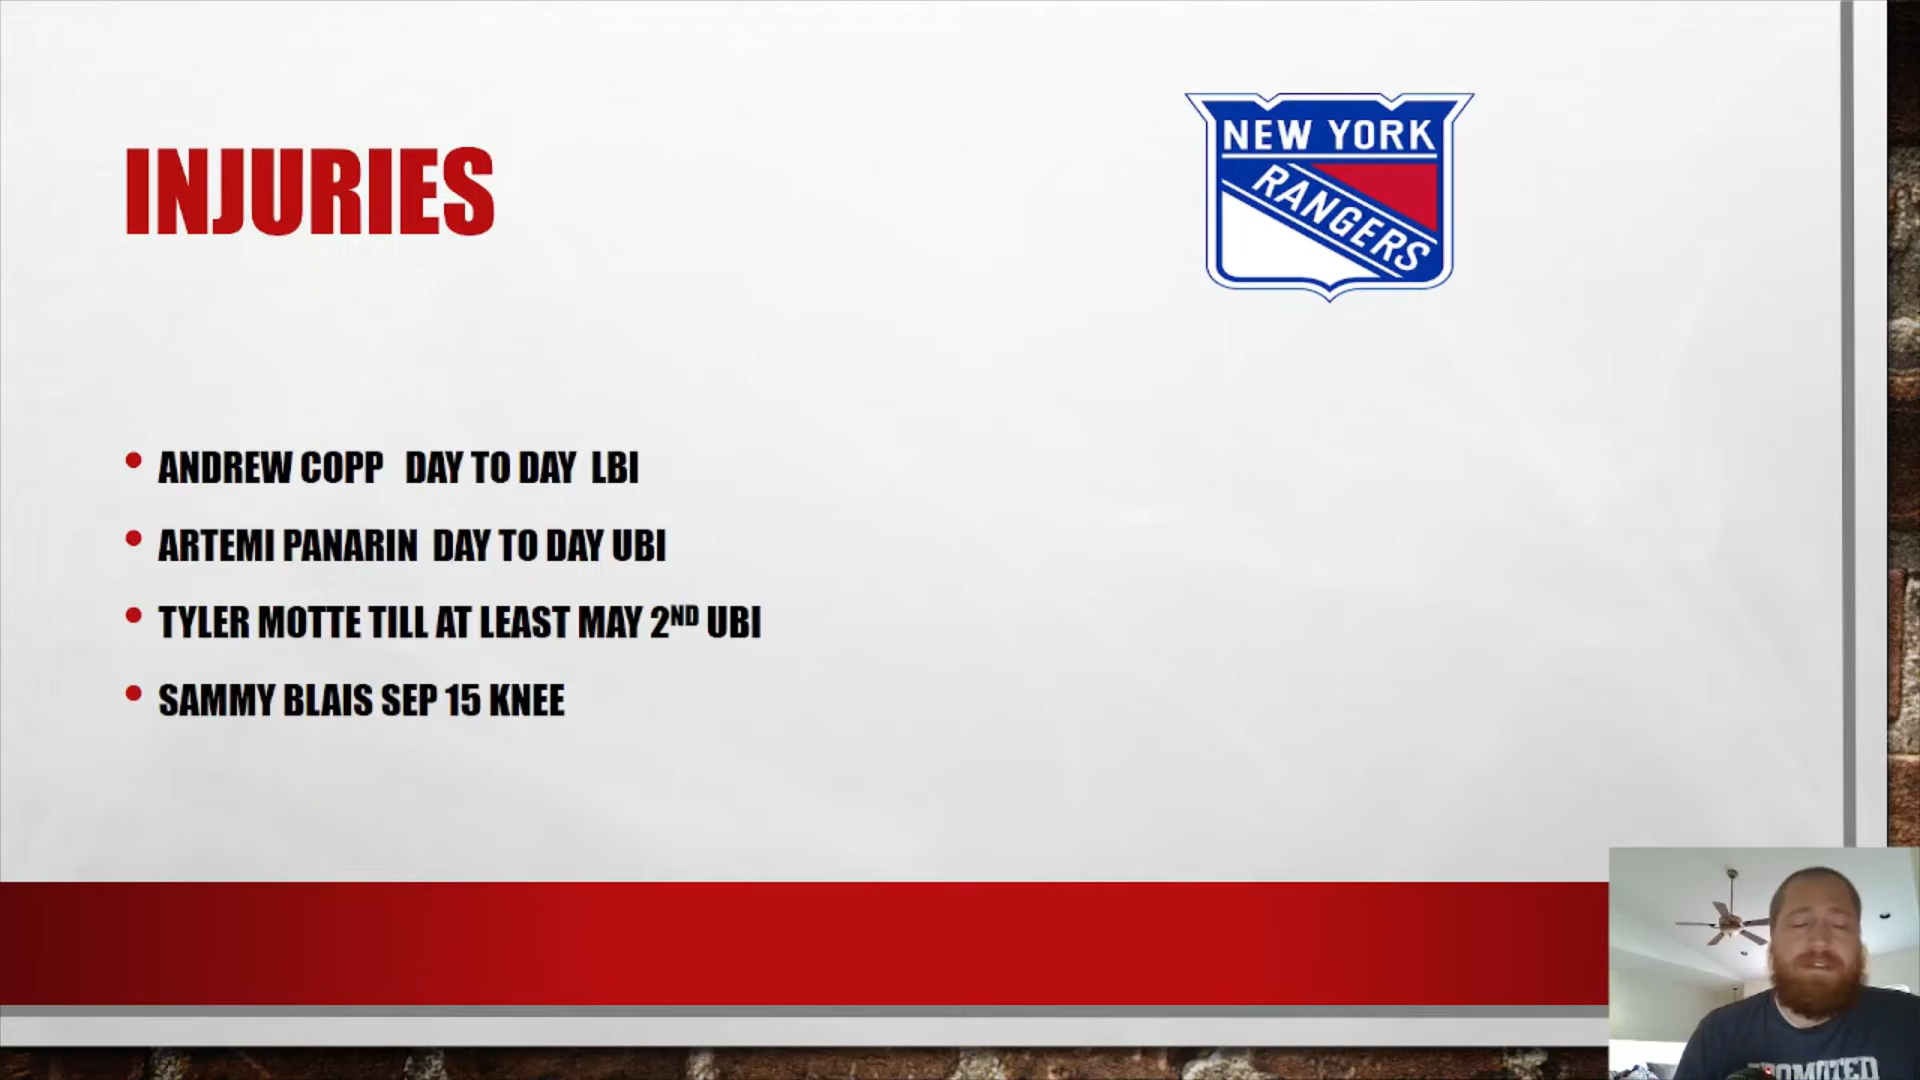 NEW YORK
RANGERS
INJURIES
• ANDREW COPP DAY TO DAY LBI
• ARTEMI PANARIN DAY TO DAY UBI
• TYLER MOTTE TILL AT LEAST MAY 2ND UBI
• SAMMY BLAIS SEP 15 KNEE